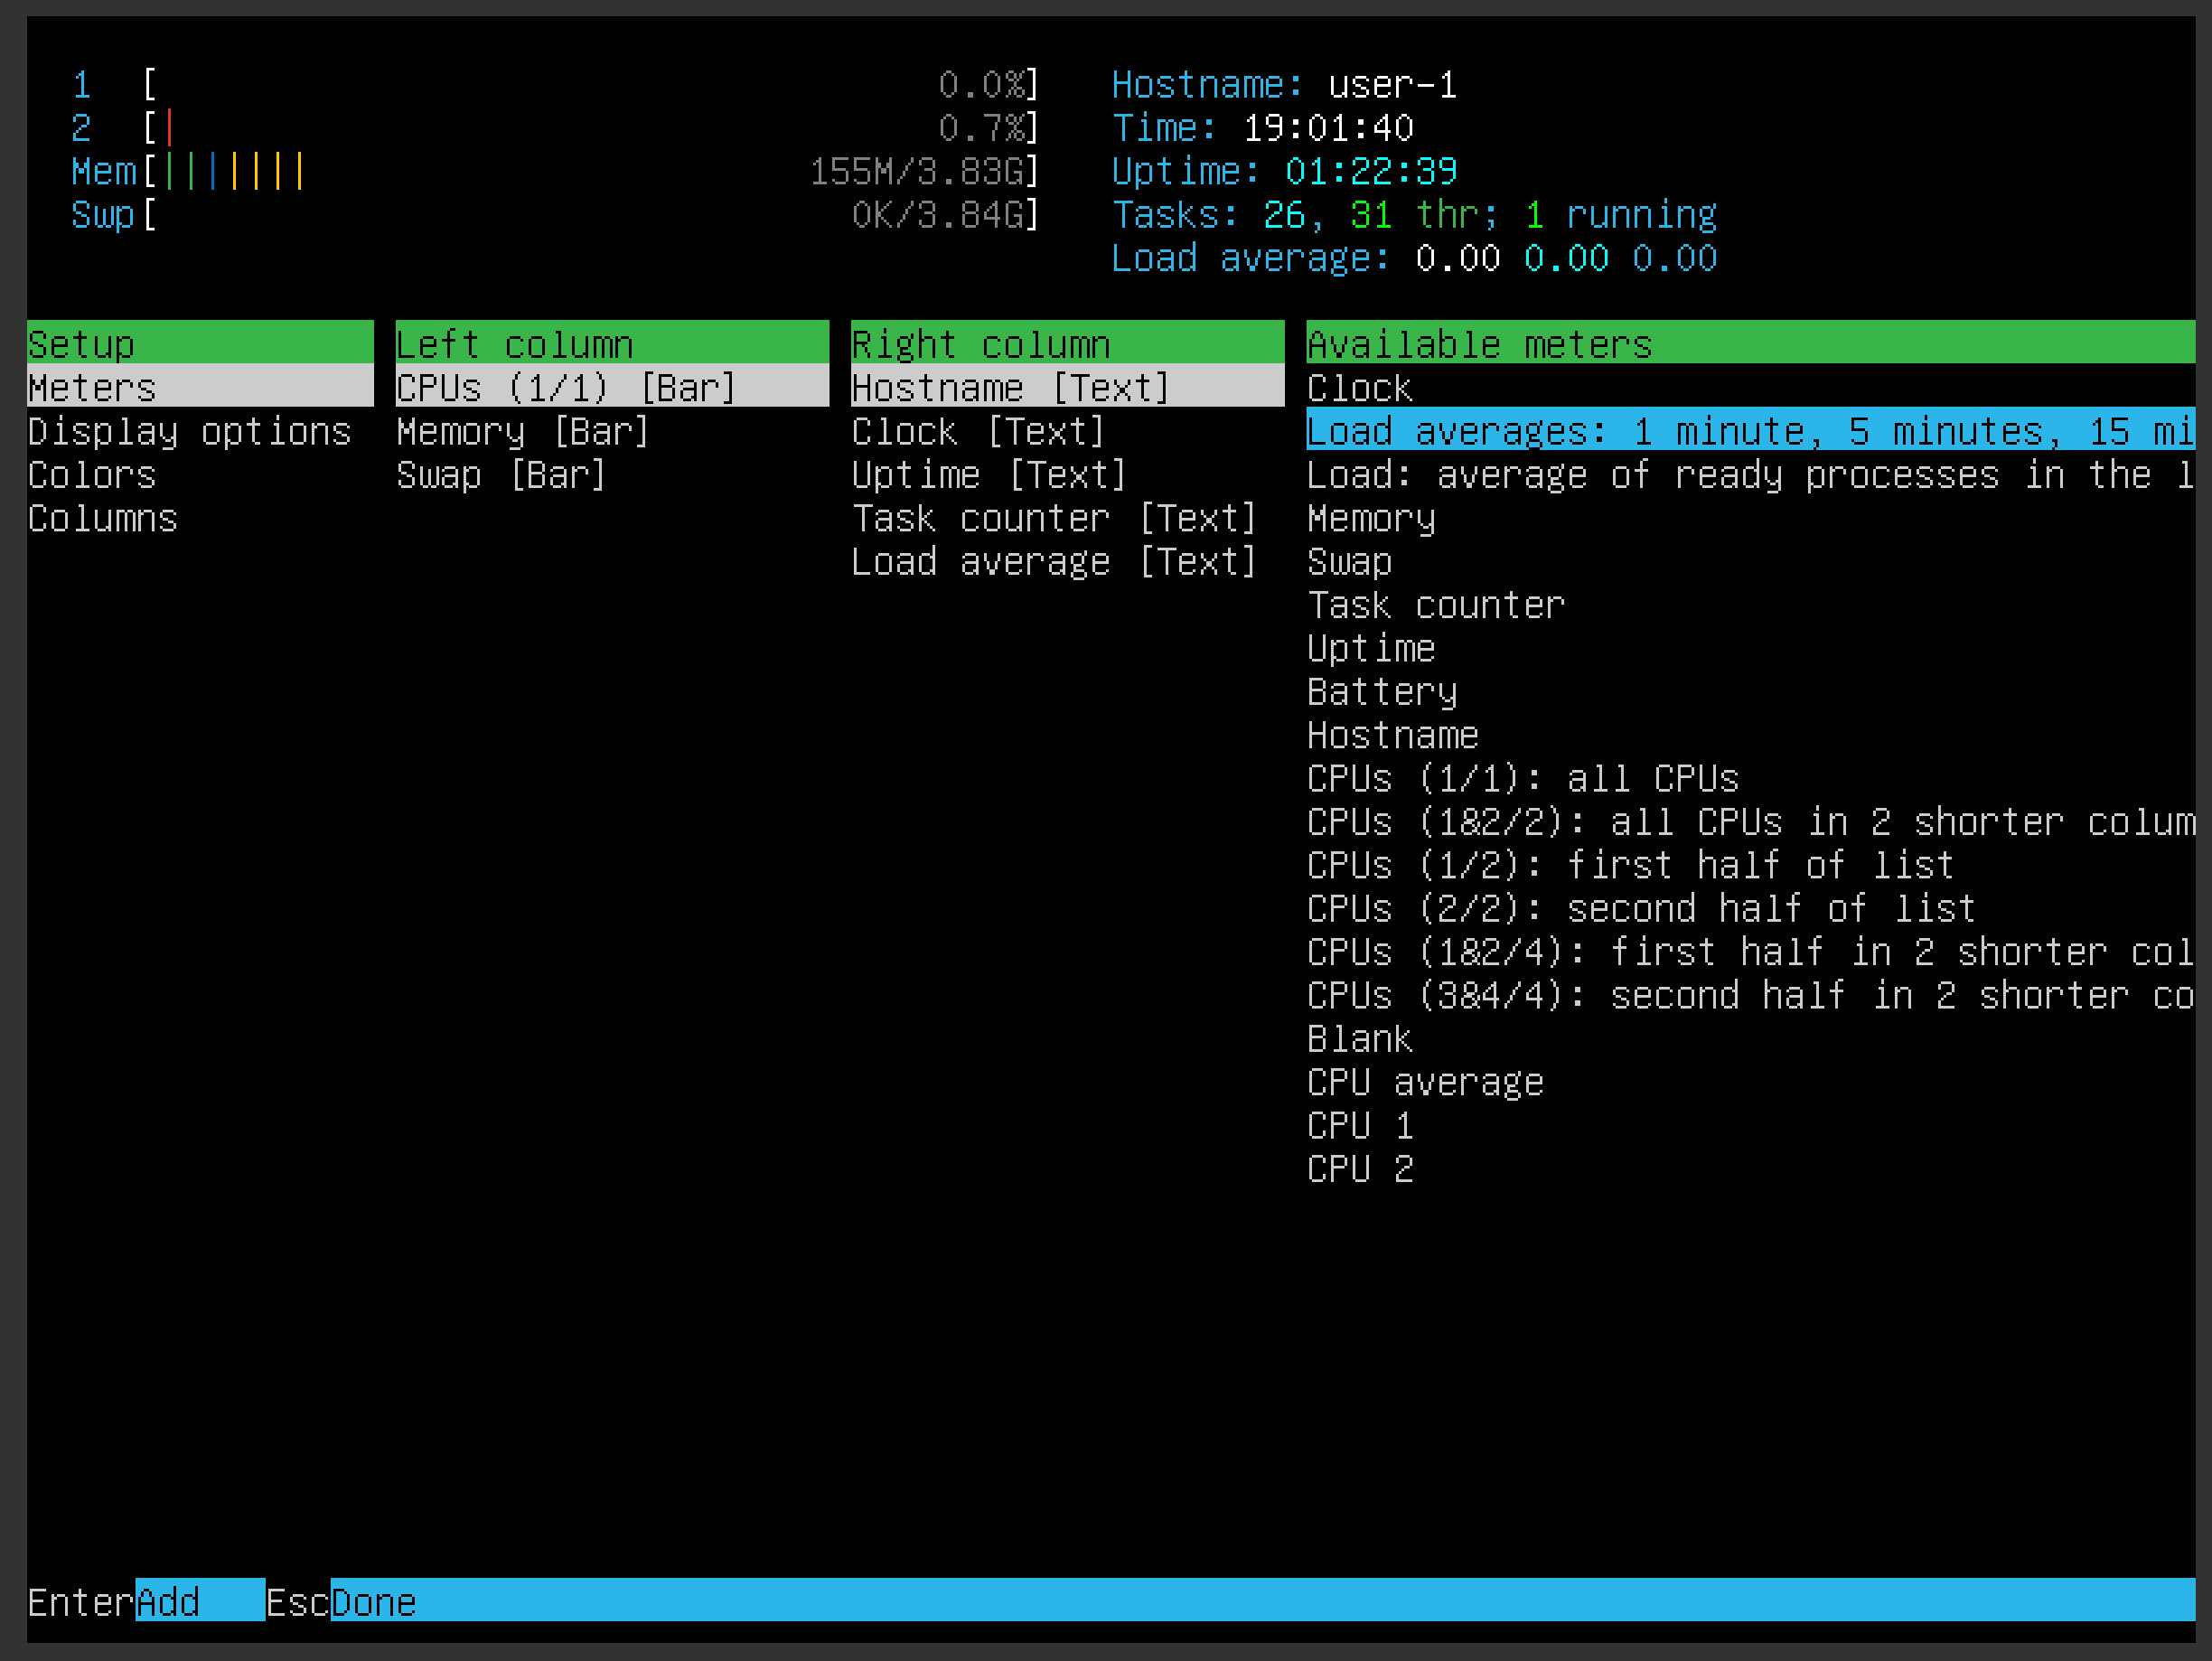 1 [ 0.0%] Hostname: user-1
2 [| 0.7%] Time: 19:01:40
Mem[||||||| 155M/3.83G] Uptime: 01:22:39
Swp[ 0K/3.84G] Tasks: 26, 31 thr; 1 running
Load average: 0.00 0.00 0.00
Setup Left column Right column Available meters
Meters CPUs (1/1) [Bar] Hostname [Text] Clock
Display options Memory [Bar] Clock [Text] Load averages: 1 minute, 5 minutes, 15 mi
Colors Swap [Bar] Uptime [Text] Load: average of ready processes in the l
Columns Task counter [Text] Memory
Load average [Text] Swap
Task counter
Uptime
Battery
Hostname
CPUs (1/1): all CPUs
CPUs (1&2/2): all CPUs in 2 shorter colum
CPUs (1/2): first half of list
CPUs (2/2): second half of list
CPUs (1&2/4): first half in 2 shorter col
CPUs (3&4/4): second half in 2 shorter co
Blank
CPU average
CPU 1
CPU 2
EnterAdd EscDone